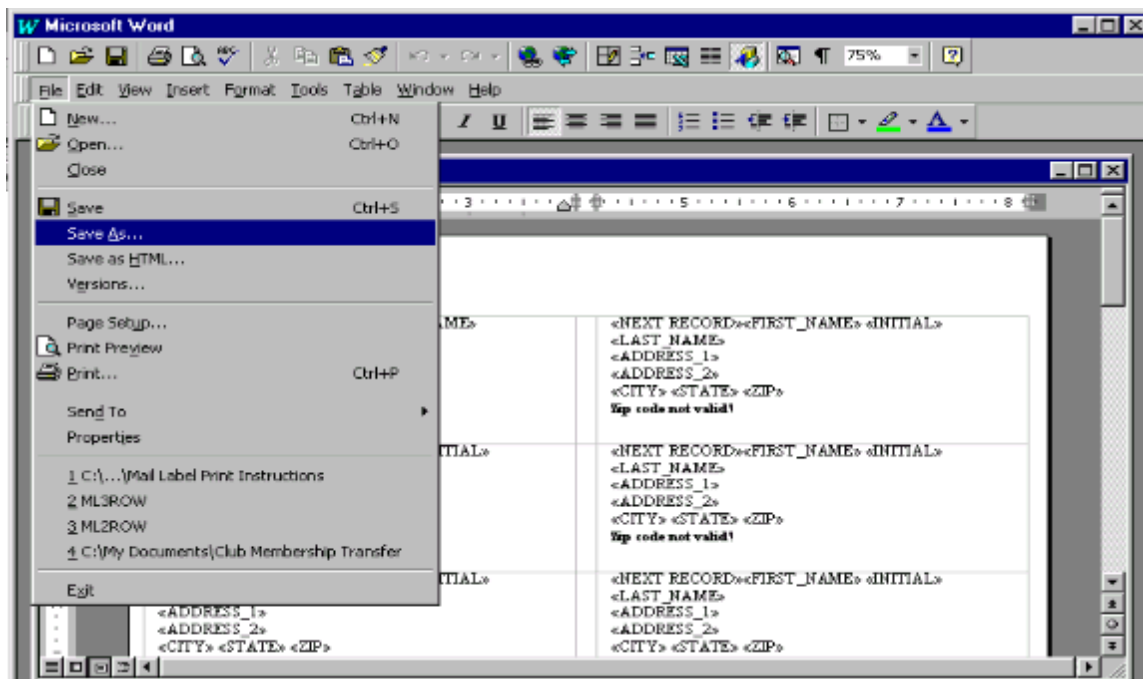 Microsoft Word
75%
File Edit View Insert Format Tools Table Window Help
New... Ctrl+N
Open... Ctrl+O
Close
Save Ctrl+S
Save As...
Save as HTML...
Versions...
Page Setup...
Print Preview
Print... Ctrl+P
Send To
Properties
1 C:\...\Mail Label Print Instructions
2 ML3ROW
3 ML2ROW
4 C:\My Documents\Club Membership Transfer
Exit
I U
3 5 6 7 8
AME» «NEXT RECORD»«FIRST_NAME» «INITIAL»
«LAST_NAME»
«ADDRESS_1»
«ADDRESS_2»
«CITY» «STATE» «ZIP»
Zip code not valid!
ITIAL» «NEXT RECORD»«FIRST_NAME» «INITIAL»
«LAST_NAME»
«ADDRESS_1»
«ADDRESS_2»
«CITY» «STATE» «ZIP»
Zip code not valid!
ITIAL» «NEXT RECORD»«FIRST_NAME» «INITIAL»
«LAST_NAME»
«ADDRESS_1» «ADDRESS_1»
«ADDRESS_2» «ADDRESS_2»
«CITY» «STATE» «ZIP» «CITY» «STATE» «ZIP»